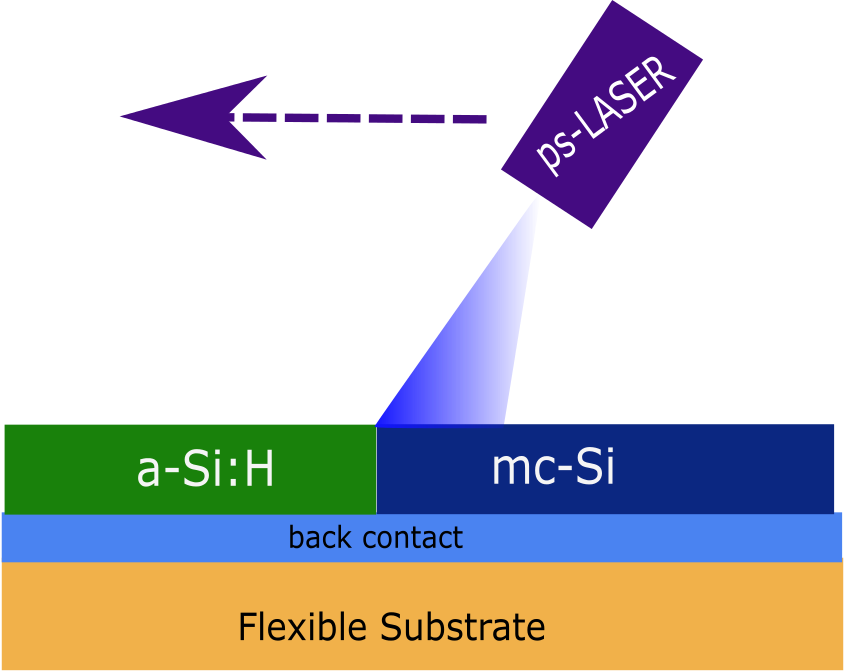 ps-LASER
a-Si:H
mc-Si
back contact
Flexible Substrate